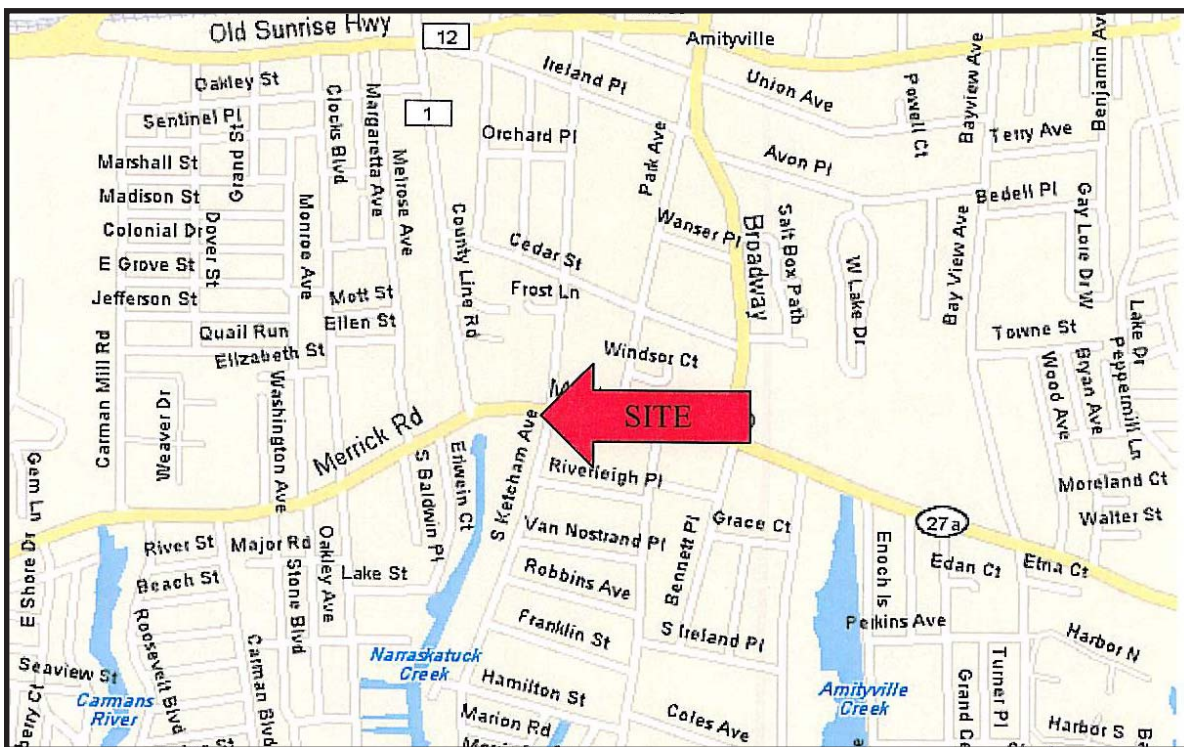 Old Sunrise Hwy
12
Amityville
Benjamin Ave
Bayview Ave
Oakley St
Ireland Pl
Union Ave
Powell Ct
Sentinel Pl
Grand St
Clocks Blvd
Margaretta Ave
1
Orchard Pl
Park Ave
Terry Ave
Marshall St
Melrose Ave
Avon Pl
Madison St
Bedell Pl
Colonial Dr
Dover St
Monroe Ave
County Line Rd
Wanser Pl
Broadway
Salt Box Path
Gay Lore Dr W
E Grove St
Cedar St
W Lake Dr
Bay View Ave
Jefferson St
Mott St
Frost Ln
Quail Run
Ellen St
Towne St
Lake Dr
Elizabeth St
Windsor Ct
Carman Mill Rd
Weaver Dr
Washington Ave
Merrick Rd
SITE
Wood Ave
Bryan Ave
Peppermill Ln
Gem Ln
S Baldwin Pl
Erlwein Ct
S Ketcham Ave
Riverleigh Pl
Moreland Ct
Walter St
27a
E Shore Dr
River St
Major Rd
Van Nostrand Pl
Bennett Pl
Grace Ct
Enoch Is
Edan Ct
Etna Ct
Beach St
Stone Blvd
Oakley Ave
Lake St
Robbins Ave
Roosevelt Blvd
Carman Blvd
Franklin St
S Ireland Pl
Perkins Ave
Harbor N
Seaview St
Narraskatuck
Creek
Hamilton St
Carmans
River
Amityville
Creek
Grand
Turner Pl
Marion Rd
Coles Ave
Harbor S